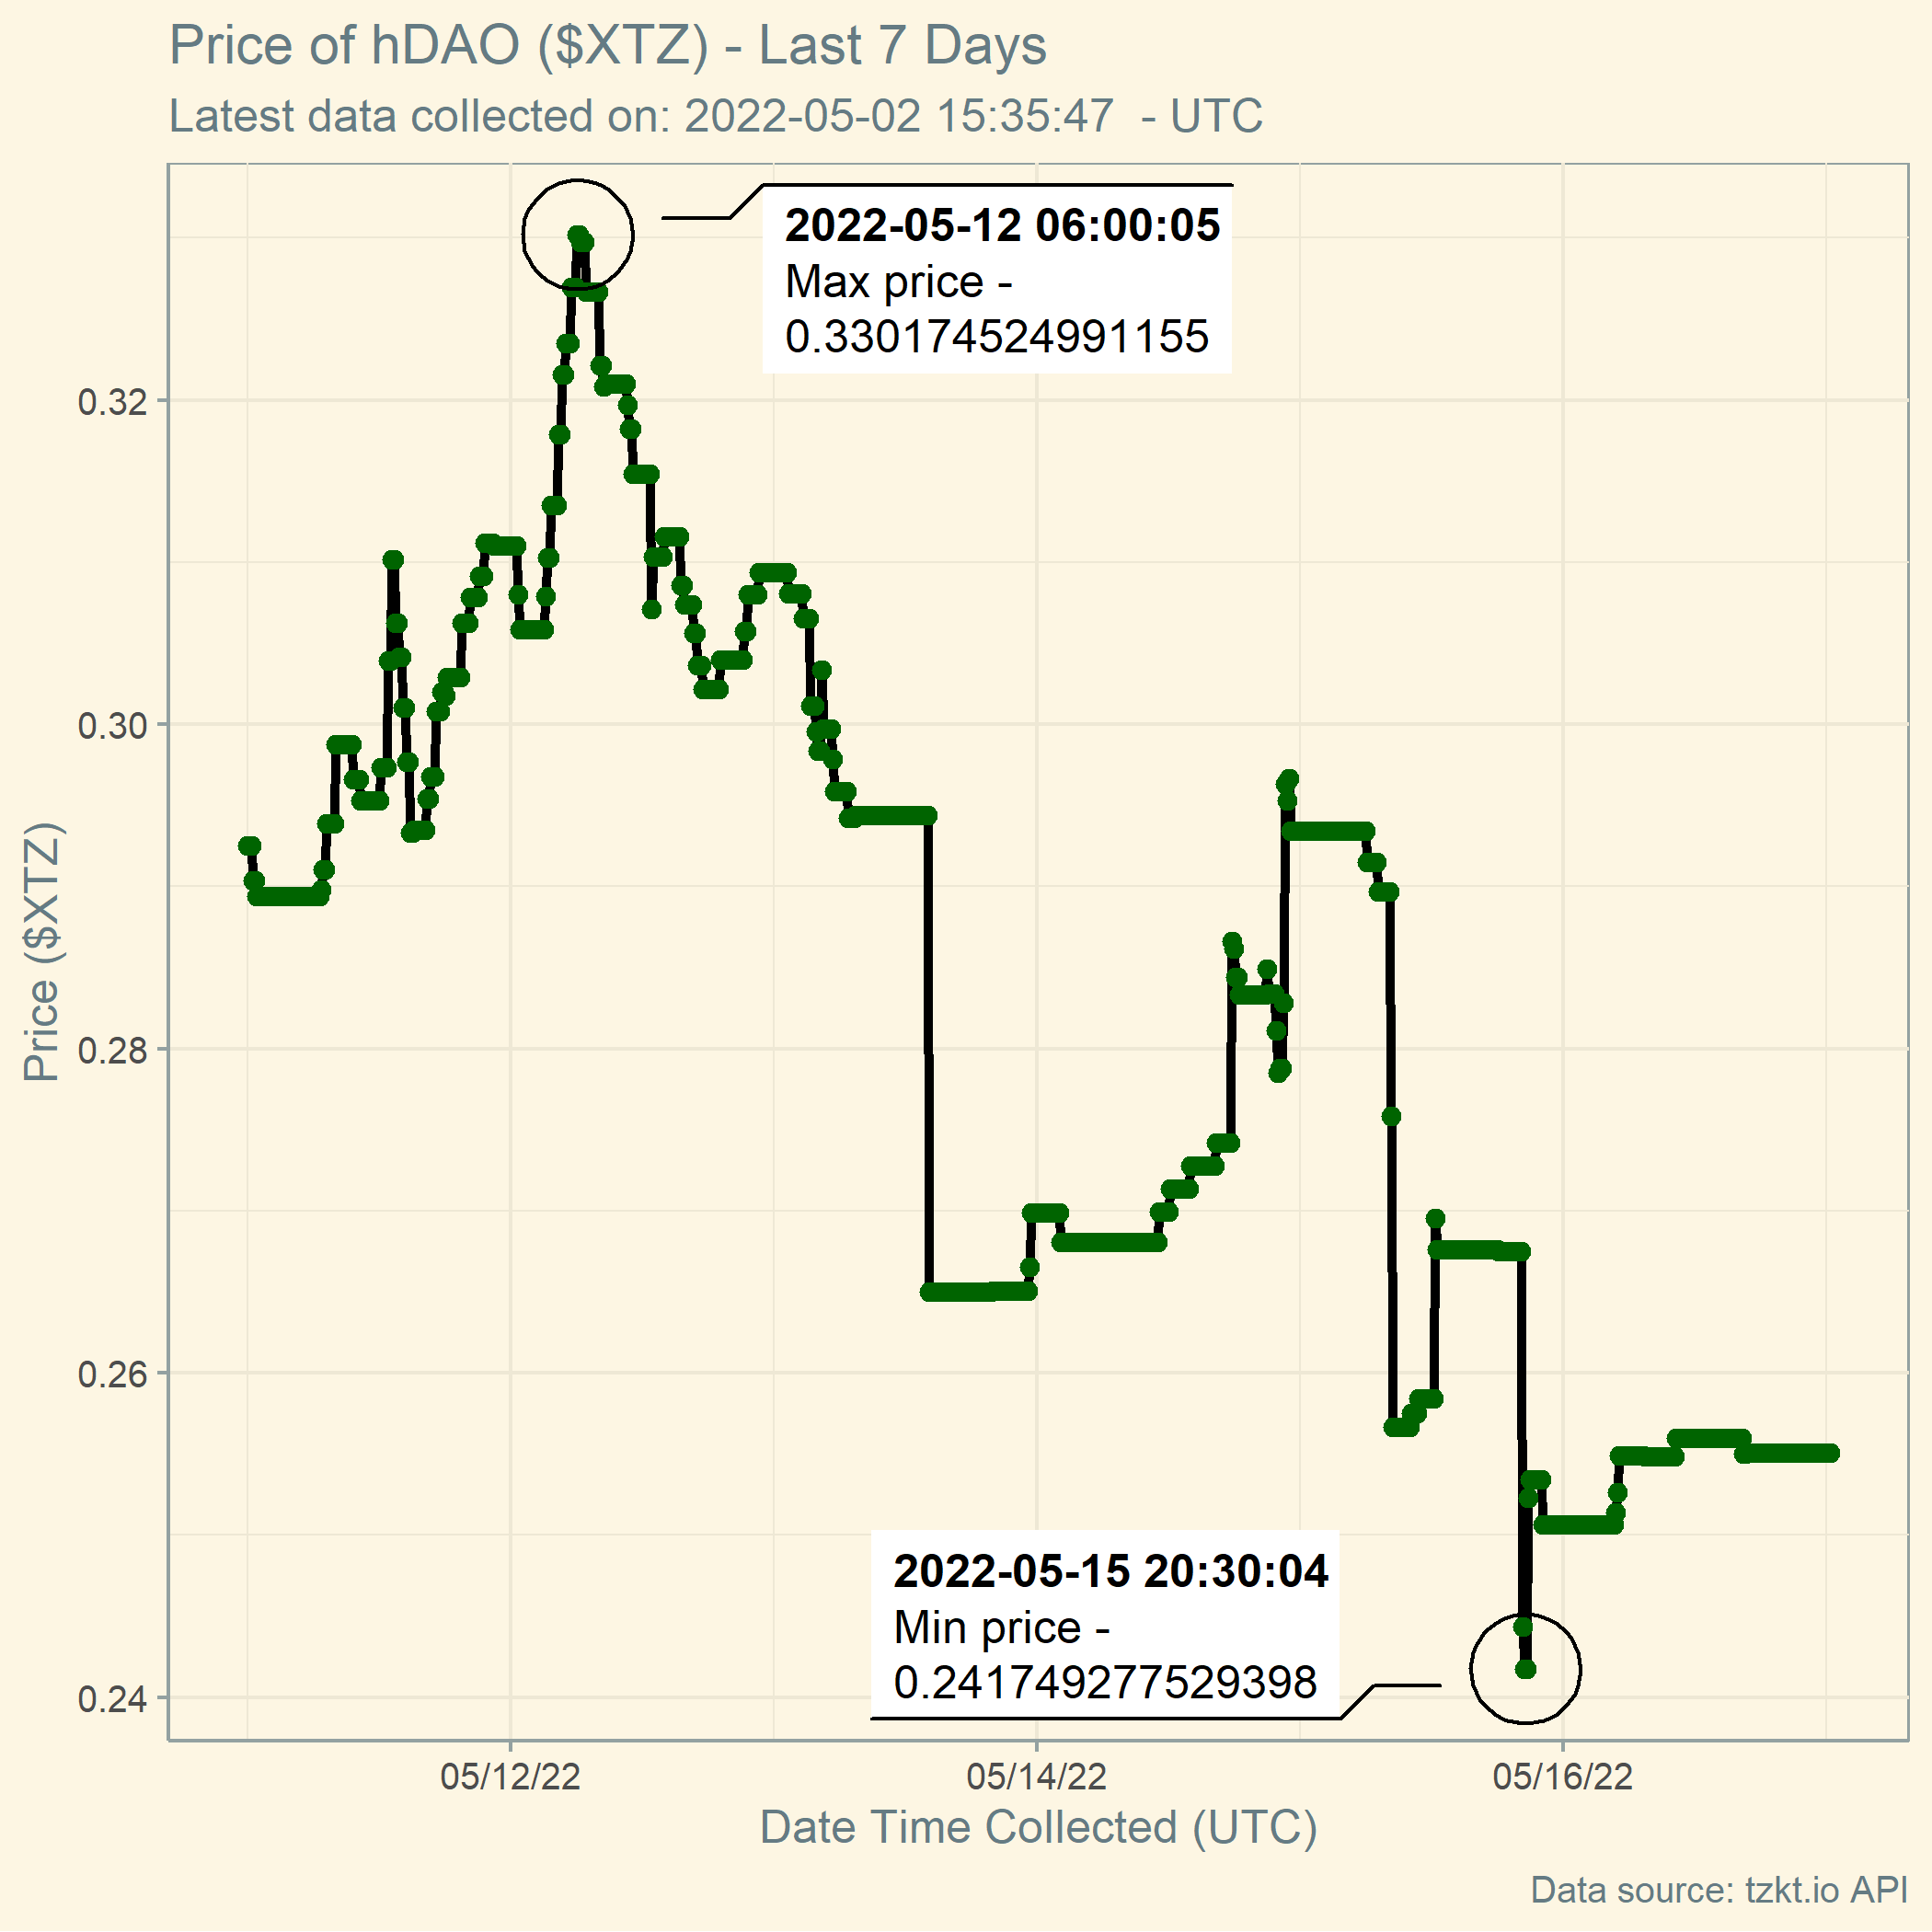 Price of hDAO ($XTZ) - Last 7 Days
Latest data collected on: 2022-05-02 15:35:47  - UTC
2022-05-12 06:00:05
Max price -
0.330174524991155
0.32
0.30
0.28
0.26
0.24
Price ($XTZ)
2022-05-15 20:30:04
Min price -
0.241749277529398
05/12/22
05/14/22
05/16/22
Date Time Collected (UTC)
Data source: tzkt.io API